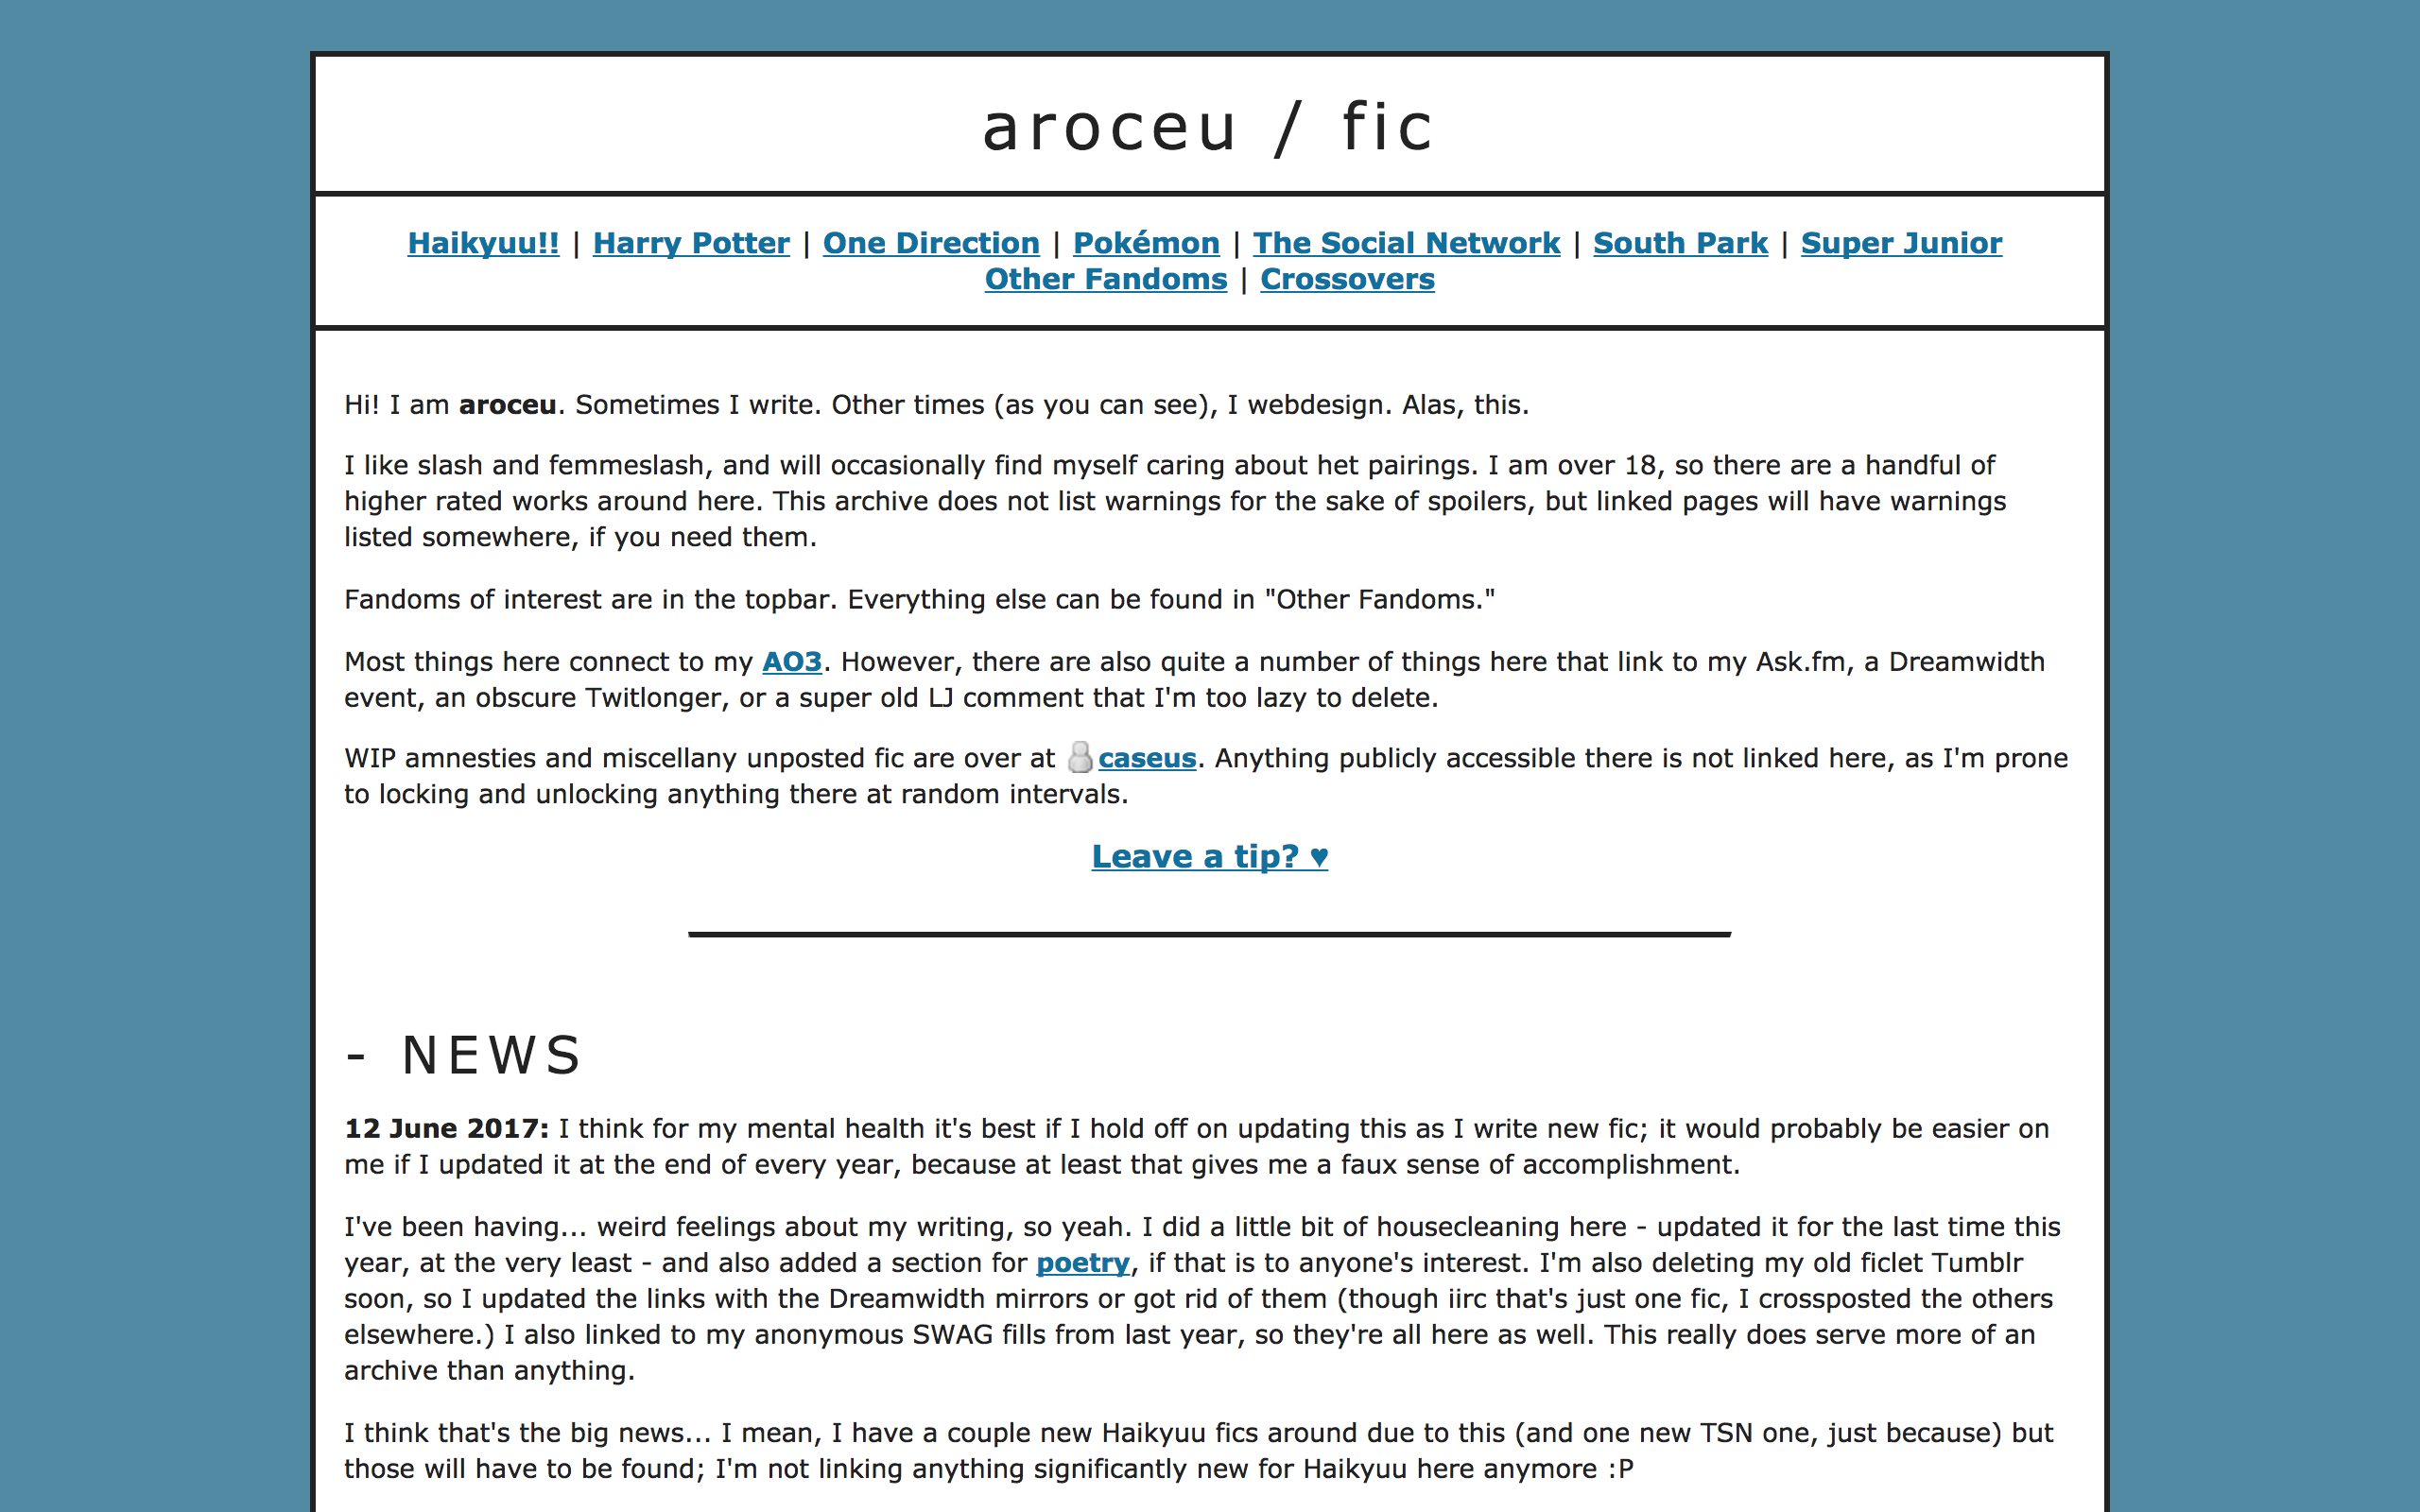 aroceu / fic
Haikyuu!! | Harry Potter | One Direction | Pokémon | The Social Network | South Park | Super Junior
Other Fandoms | Crossovers
Hi! I am aroceu. Sometimes I write. Other times (as you can see), I webdesign. Alas, this.
I like slash and femmeslash, and will occasionally find myself caring about het pairings. I am over 18, so there are a handful of
higher rated works around here. This archive does not list warnings for the sake of spoilers, but linked pages will have warnings
listed somewhere, if you need them.
Fandoms of interest are in the topbar. Everything else can be found in "Other Fandoms."
Most things here connect to my AO3. However, there are also quite a number of things here that link to my Ask.fm, a Dreamwidth
event, an obscure Twitlonger, or a super old LJ comment that I'm too lazy to delete.
WIP amnesties and miscellany unposted fic are over at caseus. Anything publicly accessible there is not linked here, as I'm prone
to locking and unlocking anything there at random intervals.
Leave a tip? ♥
- NEWS
12 June 2017: I think for my mental health it's best if I hold off on updating this as I write new fic; it would probably be easier on
me if I updated it at the end of every year, because at least that gives me a faux sense of accomplishment.
I've been having... weird feelings about my writing, so yeah. I did a little bit of housecleaning here - updated it for the last time this
year, at the very least - and also added a section for poetry, if that is to anyone's interest. I'm also deleting my old ficlet Tumblr
soon, so I updated the links with the Dreamwidth mirrors or got rid of them (though iirc that's just one fic, I crossposted the others
elsewhere.) I also linked to my anonymous SWAG fills from last year, so they're all here as well. This really does serve more of an
archive than anything.
I think that's the big news... I mean, I have a couple new Haikyuu fics around due to this (and one new TSN one, just because) but
those will have to be found; I'm not linking anything significantly new for Haikyuu here anymore :P